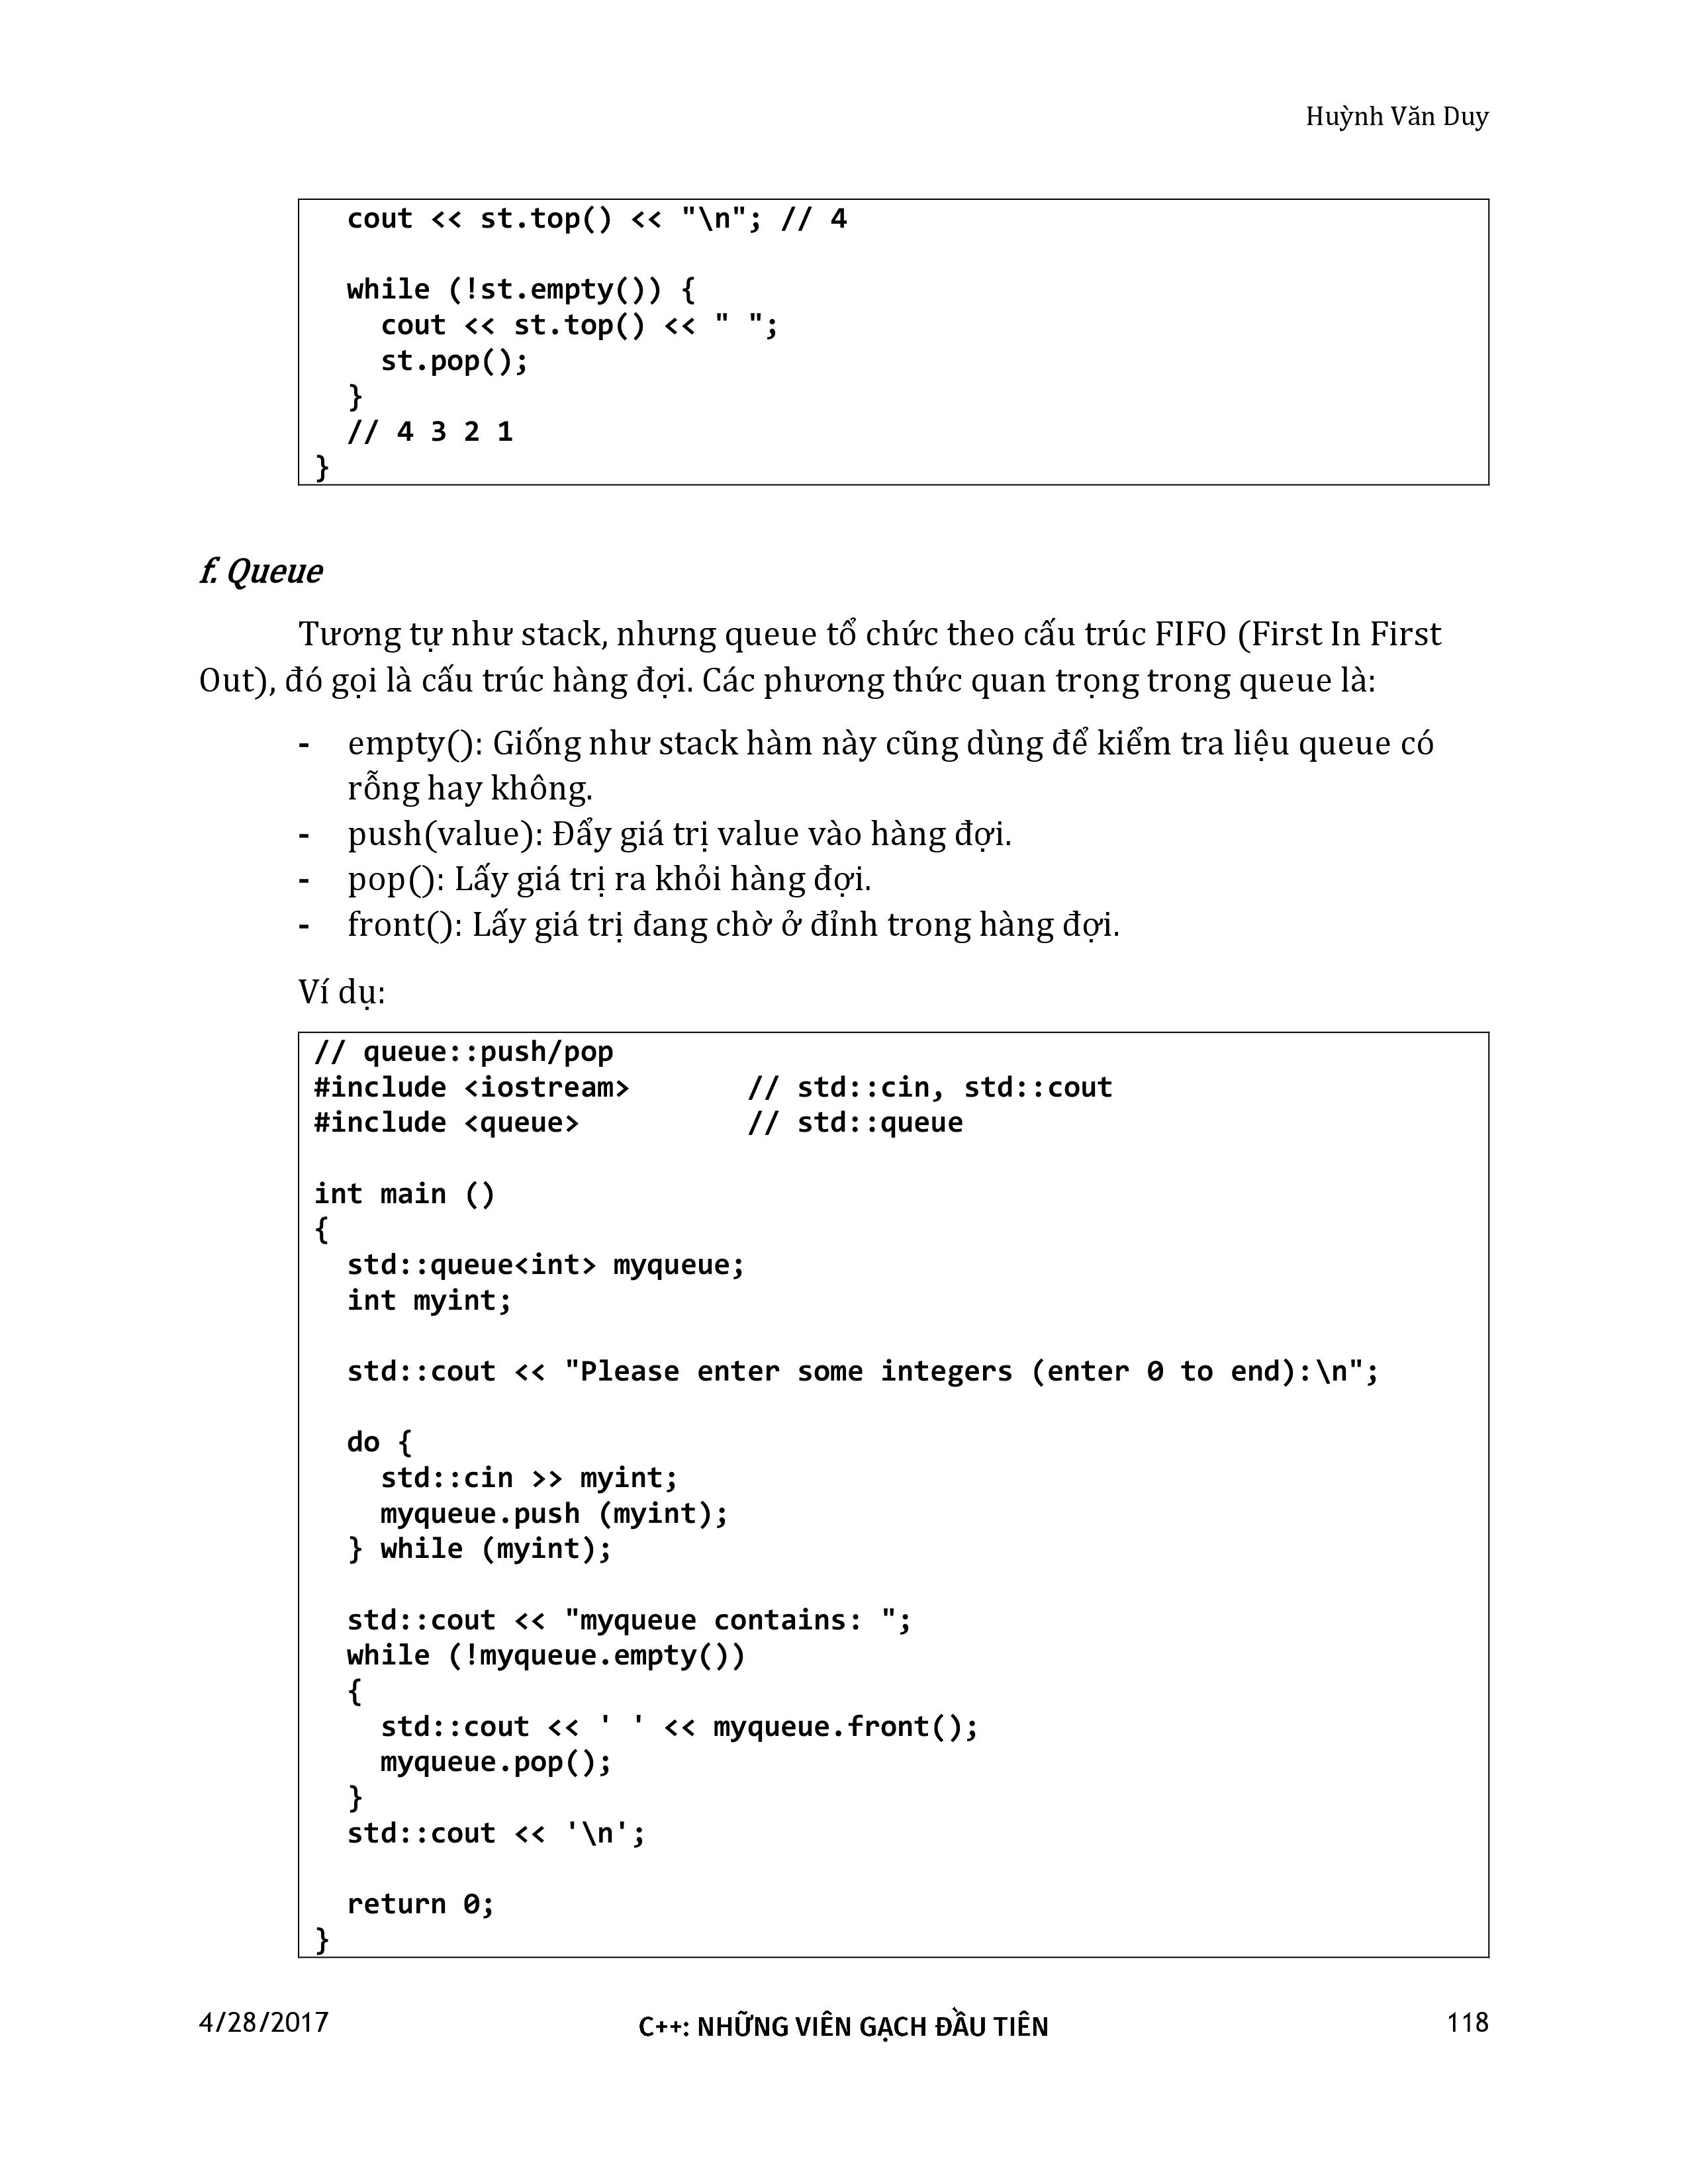 Huỳnh Văn Duy
cout << st.top() << "\n"; // 4
while (!st.empty()) {
cout << st.top() << " ";
st.pop();
}
// 4 3 2 1
}
f. Queue
Tương tự như stack, nhưng queue tổ chức theo cấu trúc FIFO (First In First
Out), đó gọi là cấu trúc hàng đợi. Các phương thức quan trọng trong queue là:
- empty(): Giống như stack hàm này cũng dùng để kiểm tra liệu queue có
rỗng hay không.
- push(value): Đẩy giá trị value vào hàng đợi.
- pop(): Lấy giá trị ra khỏi hàng đợi.
- front(): Lấy giá trị đang chờ ở đỉnh trong hàng đợi.
Ví dụ:
// queue::push/pop
#include <iostream> // std::cin, std::cout
#include <queue> // std::queue
int main ()
{
std::queue<int> myqueue;
int myint;
std::cout << "Please enter some integers (enter 0 to end):\n";
do {
std::cin >> myint;
myqueue.push (myint);
} while (myint);
std::cout << "myqueue contains: ";
while (!myqueue.empty())
{
std::cout << ' ' << myqueue.front();
myqueue.pop();
}
std::cout << '\n';
return 0;
}
4/28/2017 C++: NHỮNG VIÊN GẠCH ĐẦU TIÊN 118